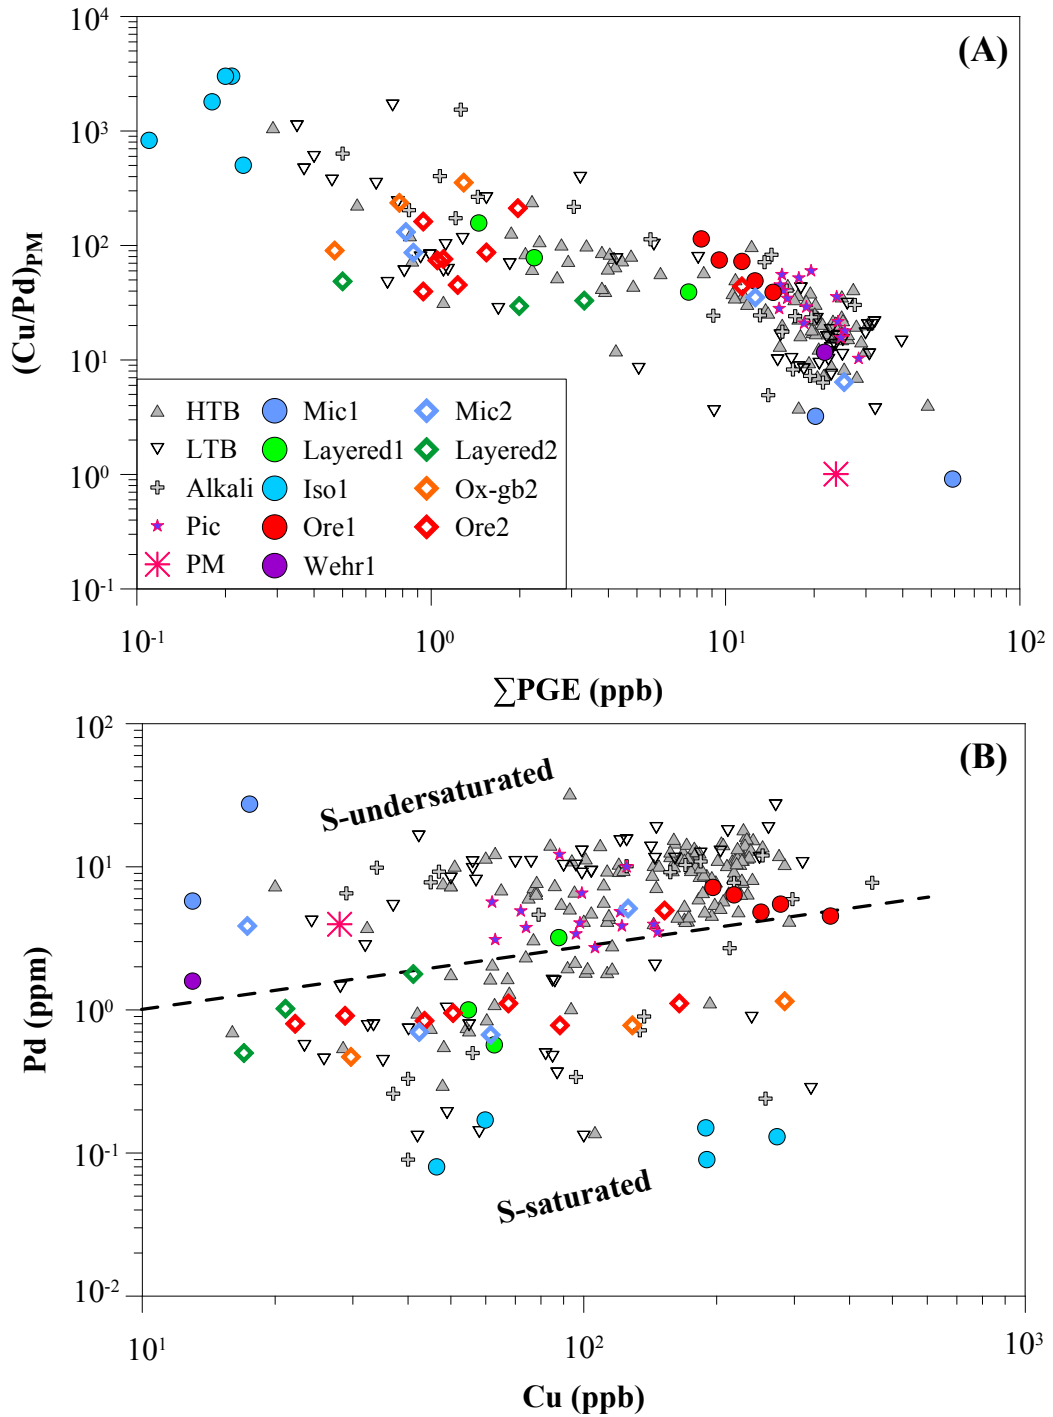 (A)
10⁴
10³
10²
10¹
10⁰
10⁻¹
(Cu/Pd)PM
HTB Mic1 Mic2
LTB Layered1 Layered2
Alkali Iso1 Ox-gb2
Pic Ore1 Ore2
PM Wehr1
10⁻¹ 10⁰ 10¹ 10²
∑PGE (ppb)
(B)
10²
10¹
10⁰
10⁻¹
10⁻²
Pd (ppm)
S-undersaturated
S-saturated
10¹ 10² 10³
Cu (ppb)